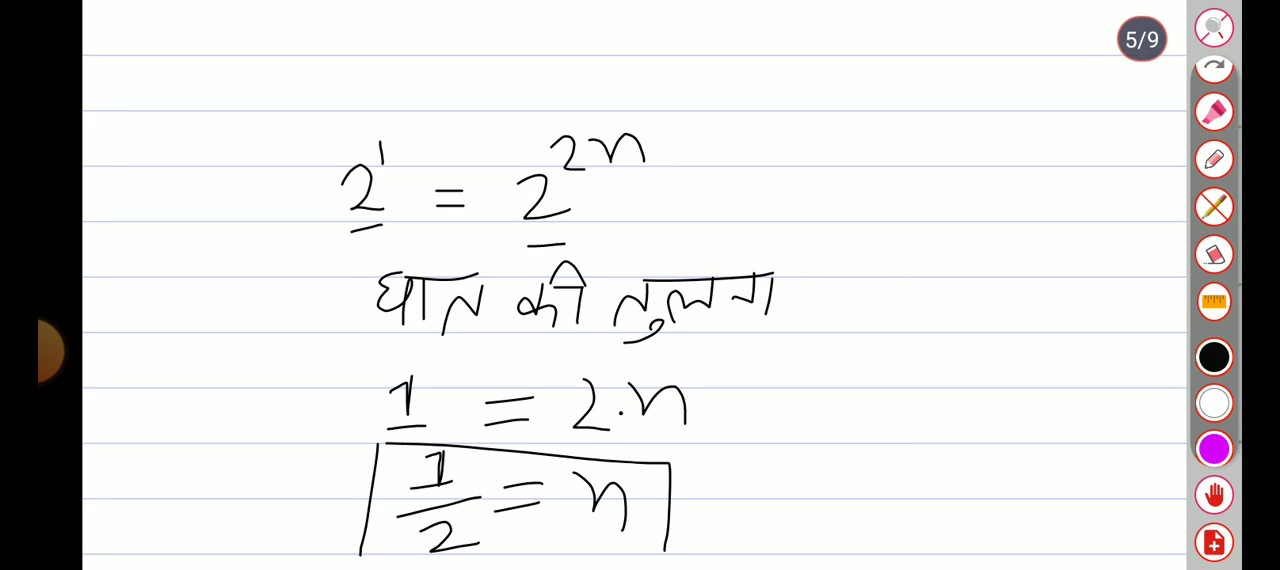 5/9
2¹ = 2²ⁿ
घात की तुलना
1 = 2.n
1/2 = n